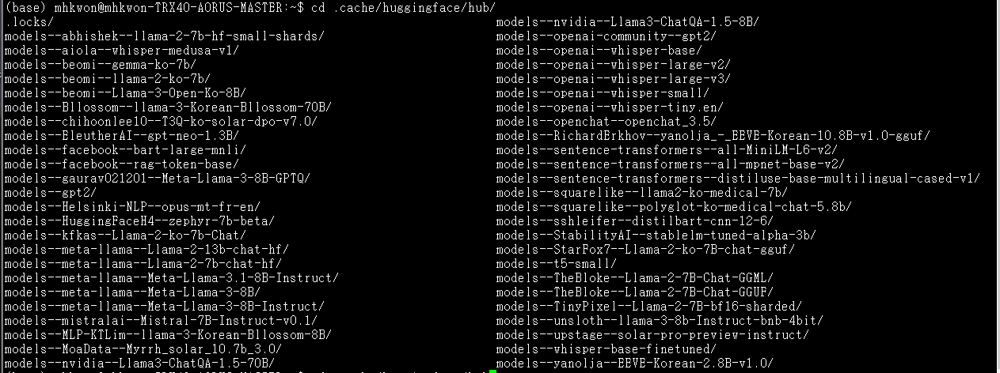 (base) mhkwon@mhkwon-TRX40-AORUS-MASTER:~$ cd .cache/huggingface/hub/
.locks/ models--nvidia--Llama3-ChatQA-1.5-8B/
models--abhishek--llama-2-7b-hf-small-shards/ models--openai-community--gpt2/
models--aiola--whisper-medusa-v1/ models--openai--whisper-base/
models--beomi--gemma-ko-7b/ models--openai--whisper-large-v2/
models--beomi--llama-2-ko-7b/ models--openai--whisper-large-v3/
models--beomi--Llama-3-Open-Ko-8B/ models--openai--whisper-small/
models--Bllossom--llama-3-Korean-Bllossom-70B/ models--openai--whisper-tiny.en/
models--chihoonlee10--T3Q-ko-solar-dpo-v7.0/ models--openchat--openchat_3.5/
models--EleutherAI--gpt-neo-1.3B/ models--RichardErkhov--yanolja_-_EEVE-Korean-10.8B-v1.0-gguf/
models--facebook--bart-large-mnli/ models--sentence-transformers--all-MiniLM-L6-v2/
models--facebook--rag-token-base/ models--sentence-transformers--all-mpnet-base-v2/
models--gaurav021201--Meta-Llama-3-8B-GPTQ/ models--sentence-transformers--distiluse-base-multilingual-cased-v1/
models--gpt2/ models--squarelike--llama2-ko-medical-7b/
models--Helsinki-NLP--opus-mt-fr-en/ models--squarelike--polyglot-ko-medical-chat-5.8b/
models--HuggingFaceH4--zephyr-7b-beta/ models--sshleifer--distilbart-cnn-12-6/
models--kfkas--Llama-2-ko-7b-Chat/ models--StabilityAI--stablelm-tuned-alpha-3b/
models--meta-llama--Llama-2-13b-chat-hf/ models--StarFox7--Llama-2-ko-7B-chat-gguf/
models--meta-llama--Llama-2-7b-chat-hf/ models--t5-small/
models--meta-llama--Meta-Llama-3.1-8B-Instruct/ models--TheBloke--Llama-2-7B-Chat-GGML/
models--meta-llama--Meta-Llama-3-8B/ models--TheBloke--Llama-2-7B-Chat-GGUF/
models--meta-llama--Meta-Llama-3-8B-Instruct/ models--TinyPixel--Llama-2-7B-bf16-sharded/
models--mistralai--Mistral-7B-Instruct-v0.1/ models--unsloth--llama-3-8b-Instruct-bnb-4bit/
models--MLP-KTLim--llama-3-Korean-Bllossom-8B/ models--upstage--solar-pro-preview-instruct/
models--MoaData--Myrrh_solar_10.7b_3.0/ models--whisper-base-finetuned/
models--nvidia--Llama3-ChatQA-1.5-70B/ models--yanolja--EEVE-Korean-2.8B-v1.0/